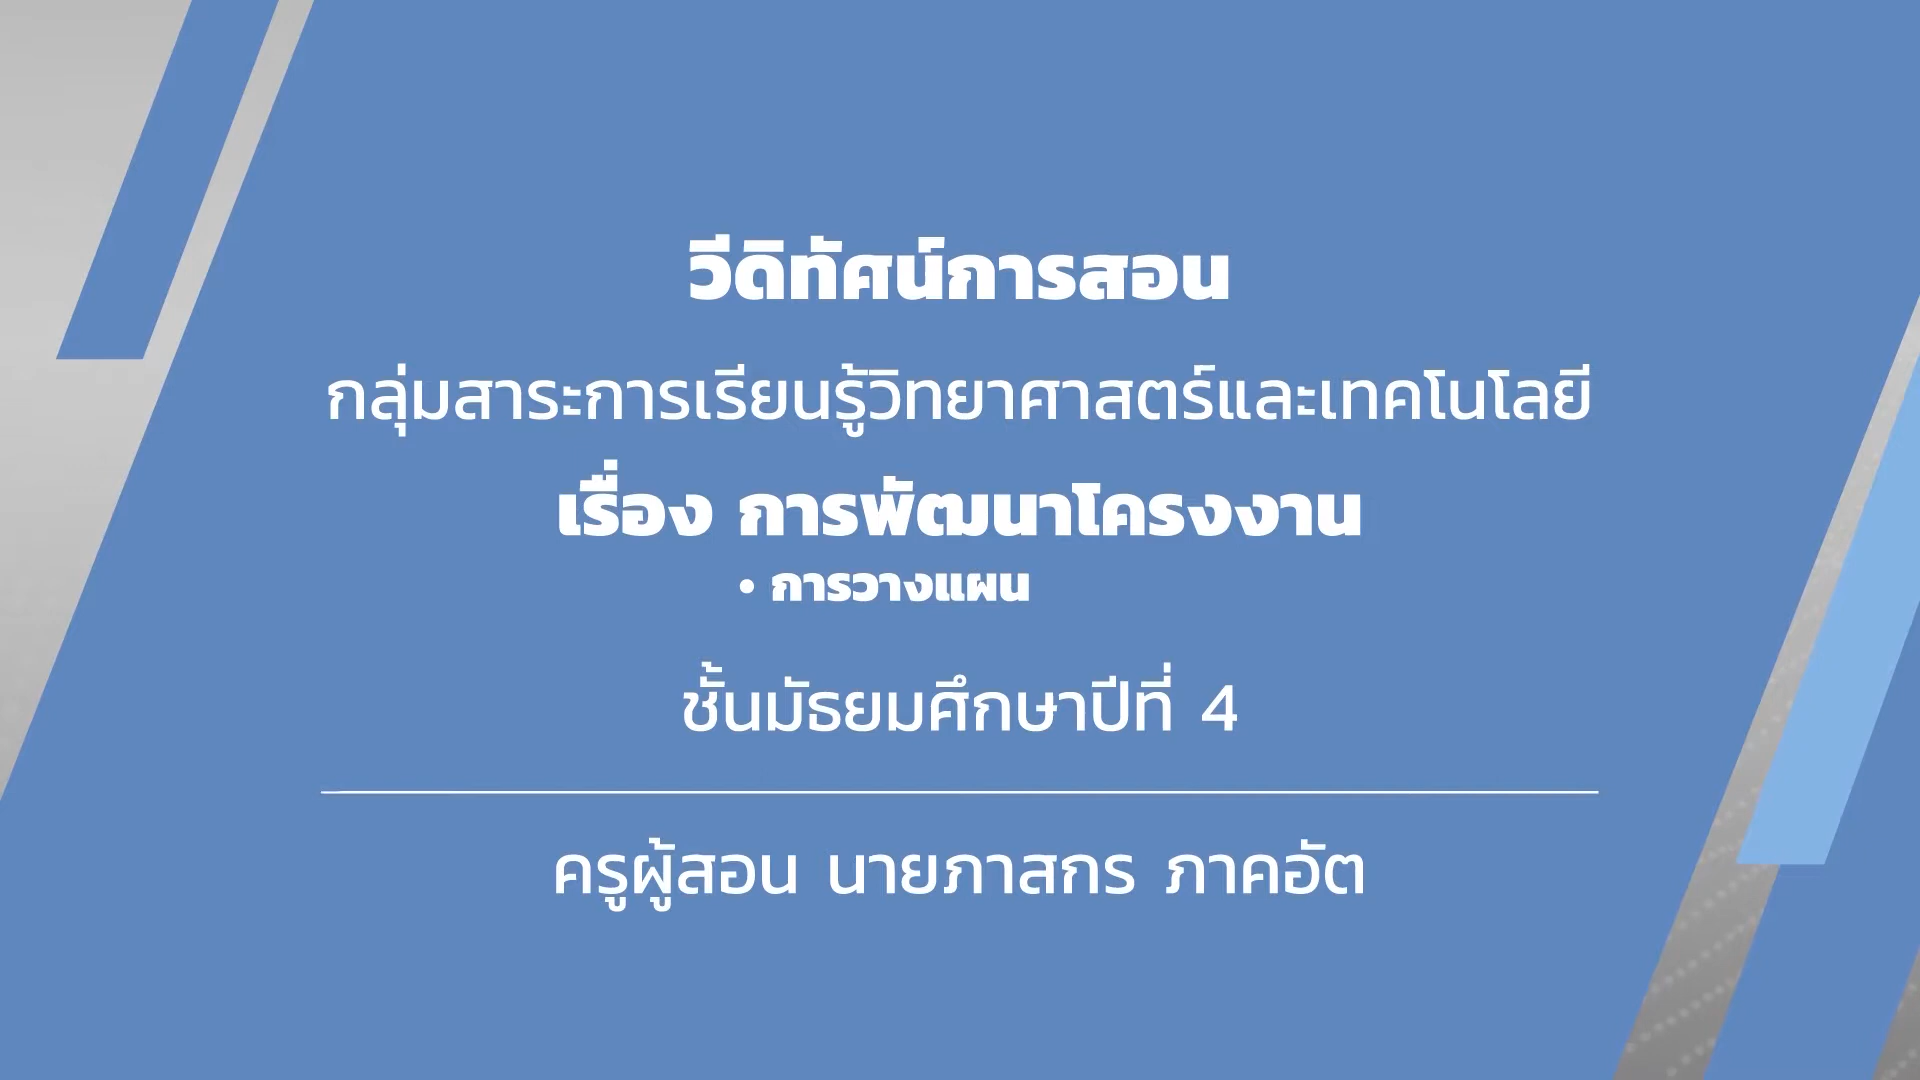 วีดิทัศน์การสอน
กลุ่มสาระการเรียนรู้วิทยาศาสตร์และเทคโนโลยี
เรื่อง การพัฒนาโครงงาน
• การวางแผน
ชั้นมัธยมศึกษาปีที่ 4
ครูผู้สอน นายภาสกร ภาคอัต